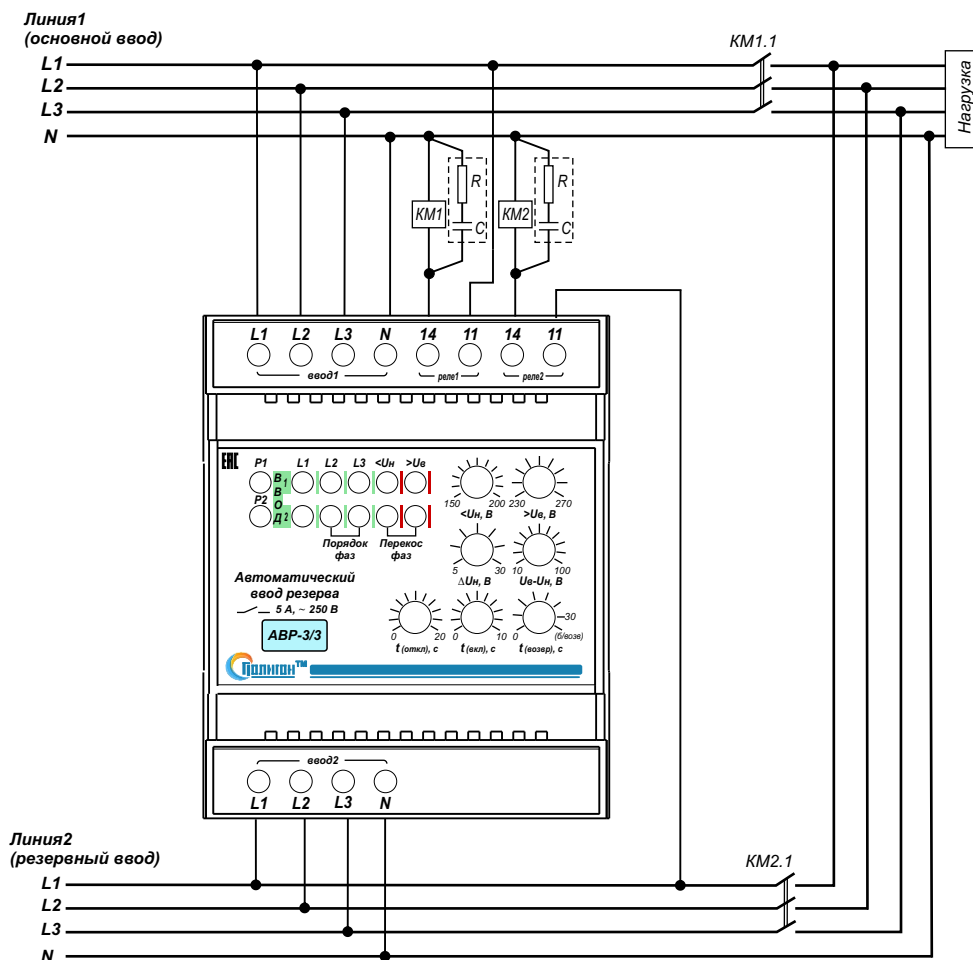 Линия1
(основной ввод)
KM1.1
L1
L2
L3
N
Нагрузка
R
C
KM1
R
C
KM2
L1 L2 L3 N 14 11 14 11
ввод1 реле1 реле2
EAC
P1 L1 L2 L3 <Uн >Uв
P2
ВВОД
1
2
Порядок фаз
Перекос фаз
150 200 230 270
<Uн, В >Uв, В
5 30 10 100
ΔUн, В Uв-Uн, В
Автоматический
ввод резерва
5 А, ~ 250 В
АВР-3/3
30
0 20 0 10 0 (б/возв)
t (откл), с t (вкл), с t (возвр), с
Полигон™
ввод2
L1 L2 L3 N
Линия2
(резервный ввод)
KM2.1
L1
L2
L3
N